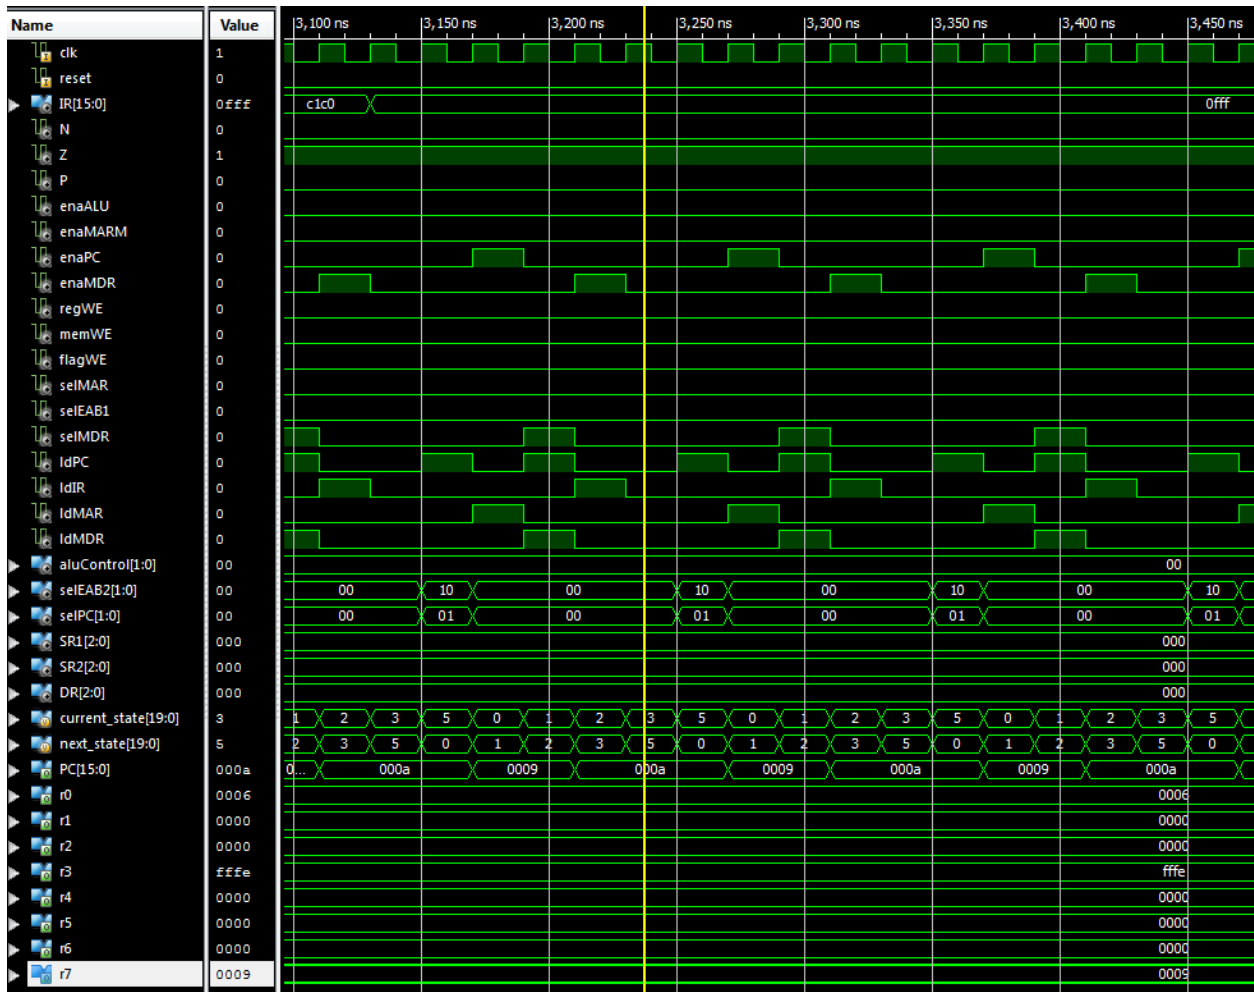 Name Value 3,100 ns 3,150 ns 3,200 ns 3,250 ns 3,300 ns 3,350 ns 3,400 ns 3,450 ns
clk 1
reset 0
IR[15:0] 0fff c1c0 0fff
N 0
Z 1
P 0
enaALU 0
enaMARM 0
enaPC 0
enaMDR 0
regWE 0
memWE 0
flagWE 0
selMAR 0
selEAB1 0
selMDR 0
ldPC 0
ldIR 0
ldMAR 0
ldMDR 0
aluControl[1:0] 00 00
selEAB2[1:0] 00 00 10 00 10 00 10 00 10
selPC[1:0] 00 00 01 00 01 00 01 00 01
SR1[2:0] 000 000
SR2[2:0] 000 000
DR[2:0] 000 000
current_state[19:0] 3 1 2 3 5 0 1 2 3 5 0 1 2 3 5 0 1 2 3 5
next_state[19:0] 5 2 3 5 0 1 2 3 5 0 1 2 3 5 0 1 2 3 5 0
PC[15:0] 000a 0... 000a 0009 000a 0009 000a 0009 000a
r0 0006 0006
r1 0000 0000
r2 0000 0000
r3 fffe fffe
r4 0000 0000
r5 0000 0000
r6 0000 0000
r7 0009 0009